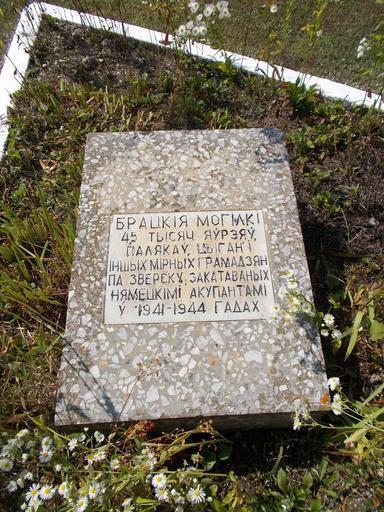 БРАЦКІЯ МОГІЛКІ
45 ТЫСЯЧ ЯЎРЭЯЎ,
ПАЛЯКАЎ, ЦЫГАН І
ІНШЫХ МІРНЫХ ГРАМАДЗЯН
ПА ЗВЕРСКУ, ЗАКАТАВАНЫХ
НЯМЕЦКІМІ АКУПАНТАМІ
Ў 1941-1944 ГАДАХ